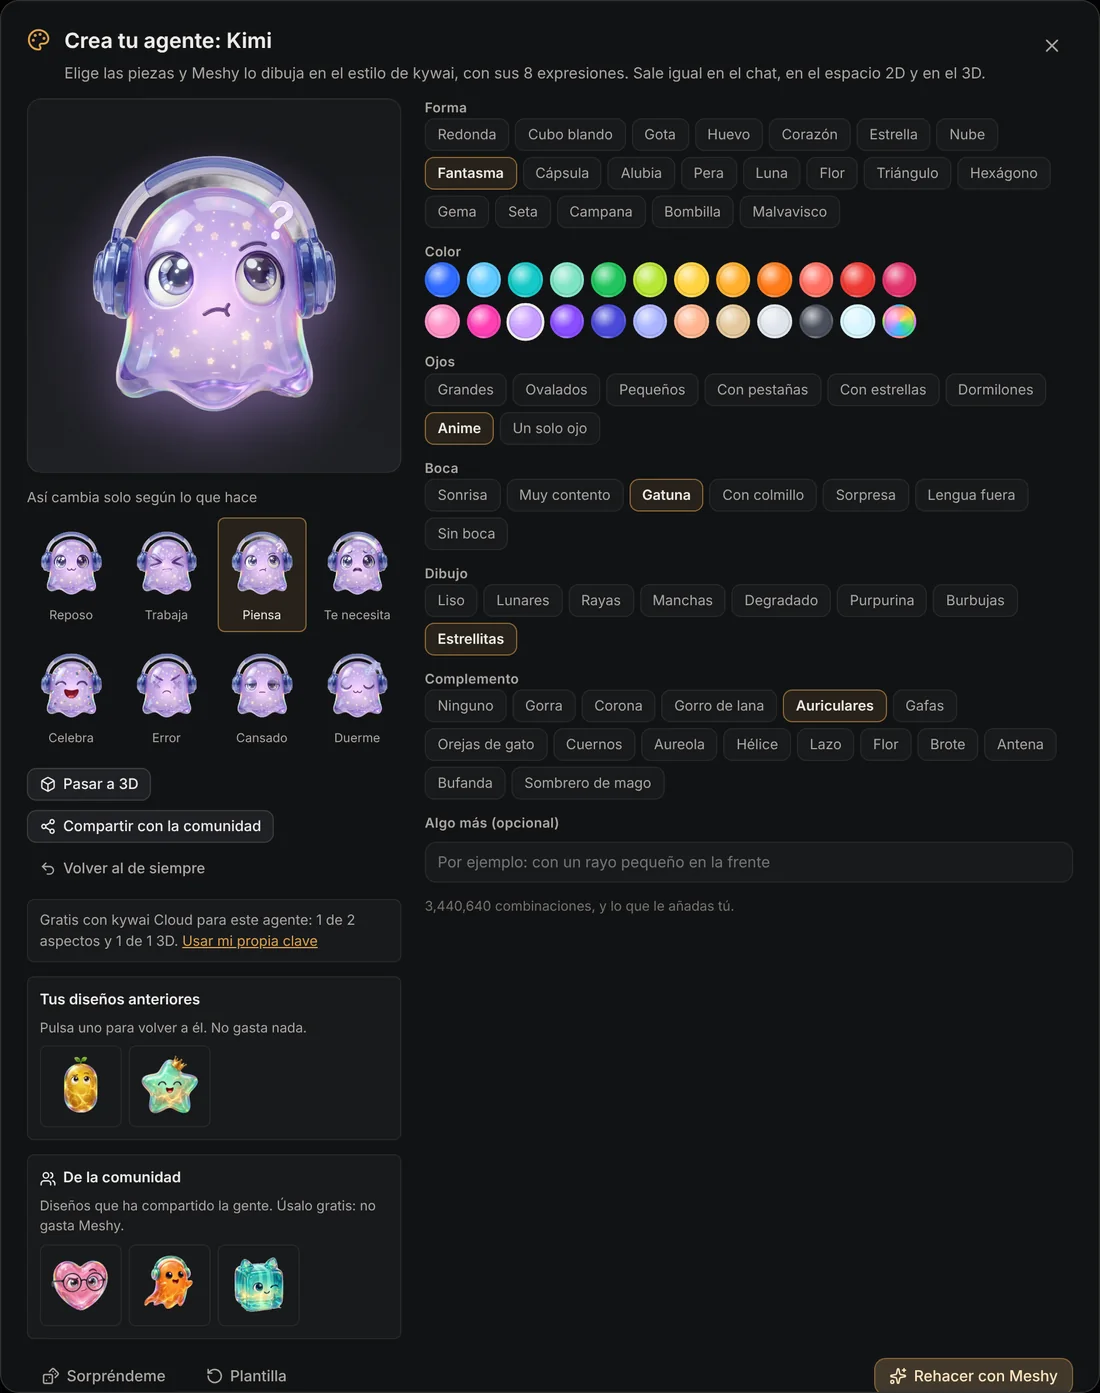 Crea tu agente: Kimi
Elige las piezas y Meshy lo dibuja en el estilo de kywai, con sus 8 expresiones. Sale igual en el chat, en el espacio 2D y en el 3D.
?
Así cambia solo según lo que hace
Reposo
Trabaja
Piensa
Te necesita
Celebra
Error
Cansado
Duerme
Pasar a 3D
Compartir con la comunidad
Volver al de siempre
Gratis con kywai Cloud para este agente: 1 de 2
aspectos y 1 de 1 3D. Usar mi propia clave
Tus diseños anteriores
Pulsa uno para volver a él. No gasta nada.
De la comunidad
Diseños que ha compartido la gente. Úsalo gratis: no
gasta Meshy.
Forma
Redonda Cubo blando Gota Huevo Corazón Estrella Nube
Fantasma Cápsula Alubia Pera Luna Flor Triángulo Hexágono
Gema Seta Campana Bombilla Malvavisco
Color
Ojos
Grandes Ovalados Pequeños Con pestañas Con estrellas Dormilones
Anime Un solo ojo
Boca
Sonrisa Muy contento Gatuna Con colmillo Sorpresa Lengua fuera
Sin boca
Dibujo
Liso Lunares Rayas Manchas Degradado Purpurina Burbujas
Estrellitas
Complemento
Ninguno Gorra Corona Gorro de lana Auriculares Gafas
Orejas de gato Cuernos Aureola Hélice Lazo Flor Brote Antena
Bufanda Sombrero de mago
Algo más (opcional)
Por ejemplo: con un rayo pequeño en la frente
3,440,640 combinaciones, y lo que le añadas tú.
Sorpréndeme
Plantilla
Rehacer con Meshy